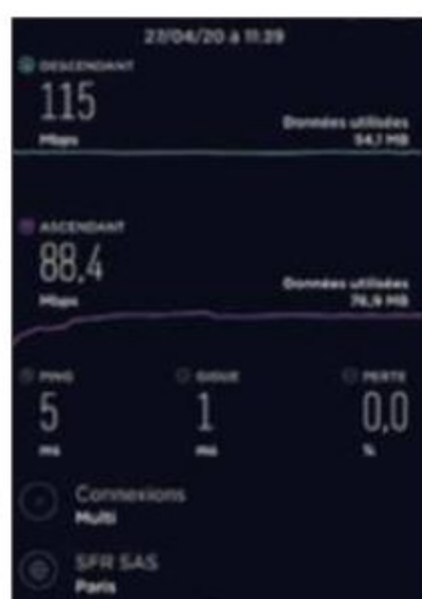 27/04/20 à 11:39
DESCENDANT
115
Mbps
Données utilisées
54,1 MB
ASCENDANT
88,4
Mbps
Données utilisées
76,9 MB
PING
GIGUE
PERTE
5
1
0,0
ms
ms
%
Connexions
Multi
SFR SAS
Paris